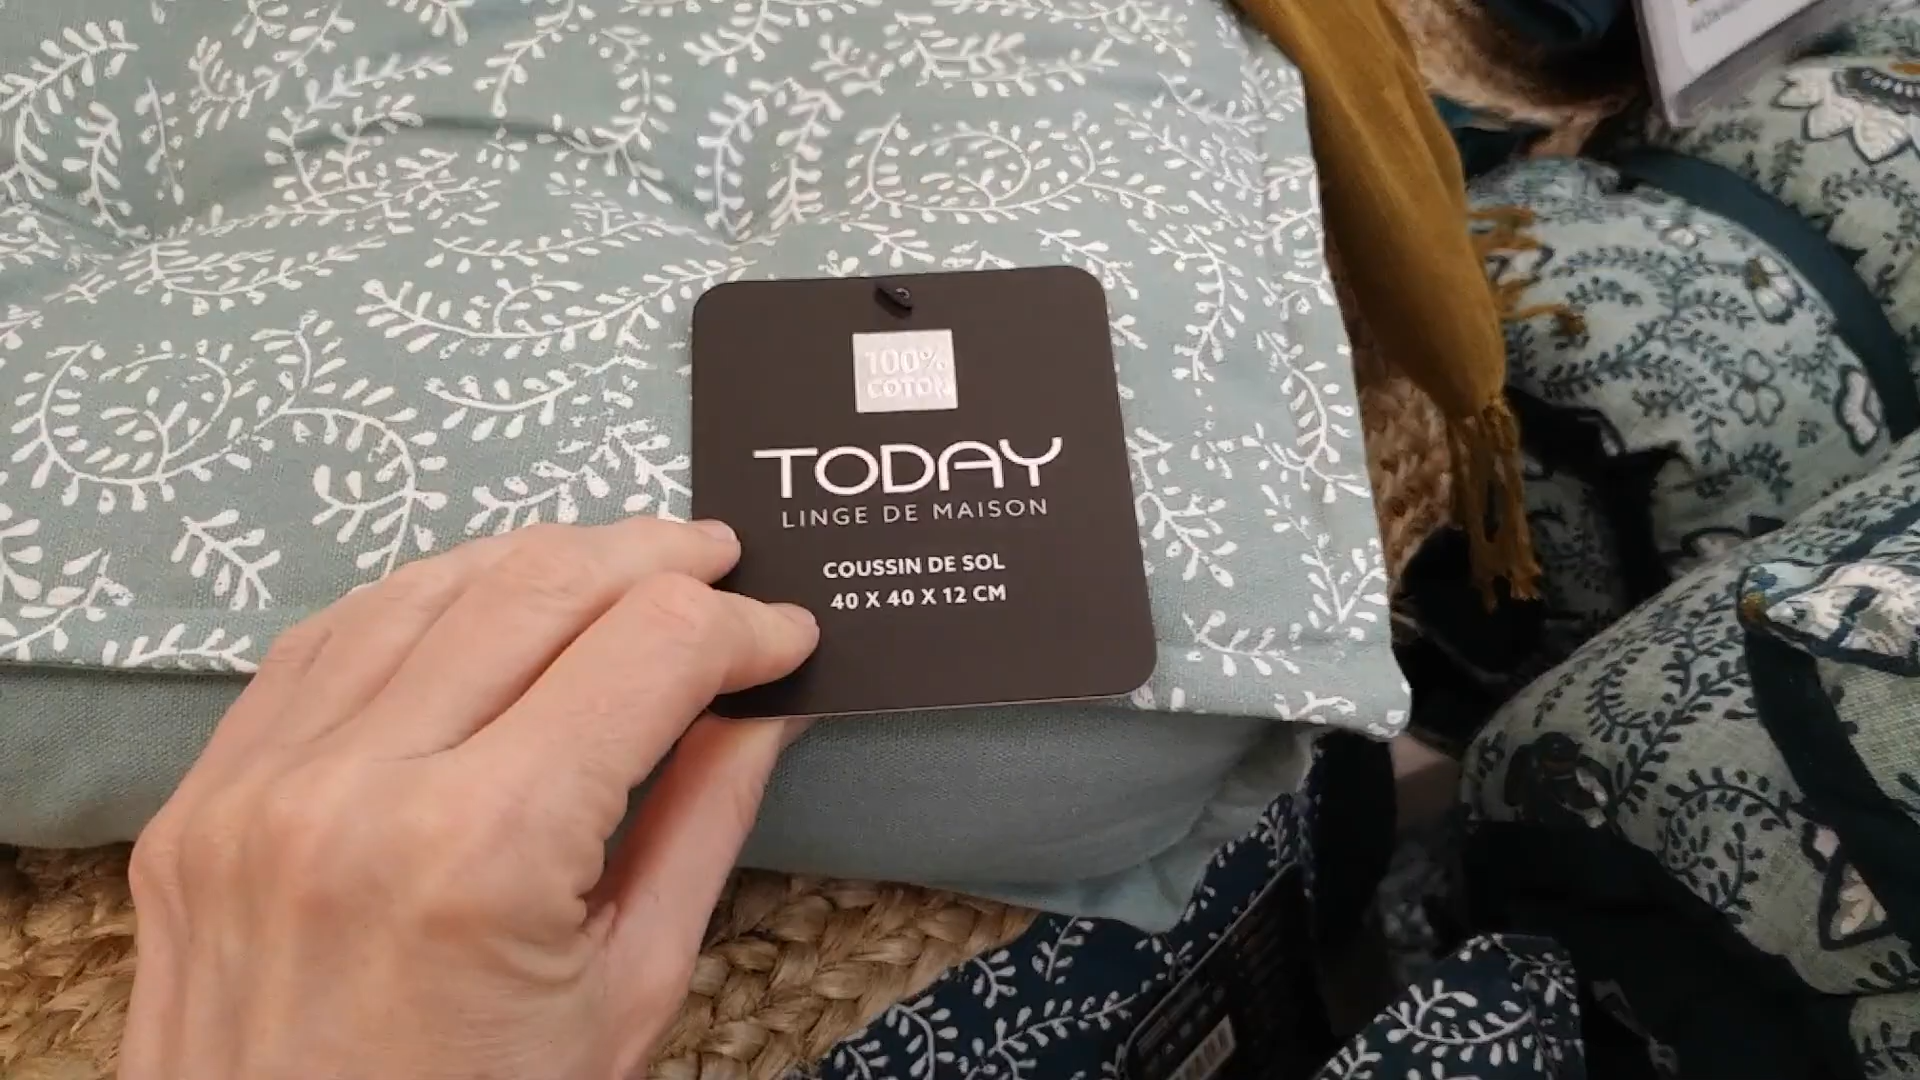 100%
COTON
TODAY
LINGE DE MAISON
COUSSIN DE SOL
40 X 40 X 12 CM